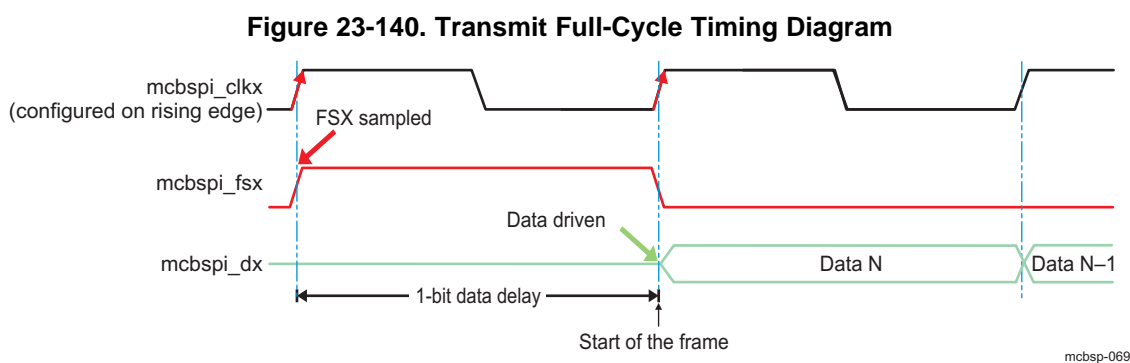 Figure 23-140. Transmit Full-Cycle Timing Diagram
mcbspi_clkx
(configured on rising edge)
FSX sampled
mcbspi_fsx
Data driven
mcbspi_dx
Data N
Data N–1
1-bit data delay
Start of the frame
mcbsp-069